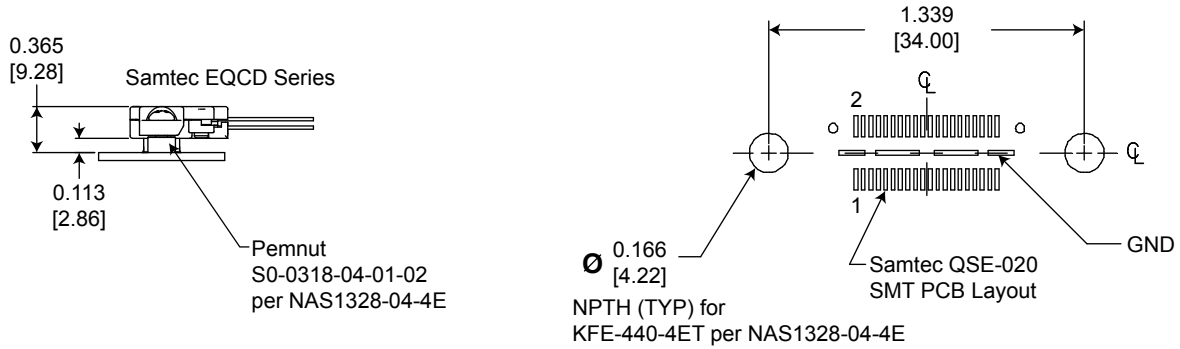 0.365
[9.28]
Samtec EQCD Series
0.113
[2.86]
Pemnut
S0-0318-04-01-02
per NAS1328-04-4E
1.339
[34.00]
℄
2
℄
1
Ø 0.166
[4.22]
NPTH (TYP) for
KFE-440-4ET per NAS1328-04-4E
Samtec QSE-020
SMT PCB Layout
GND